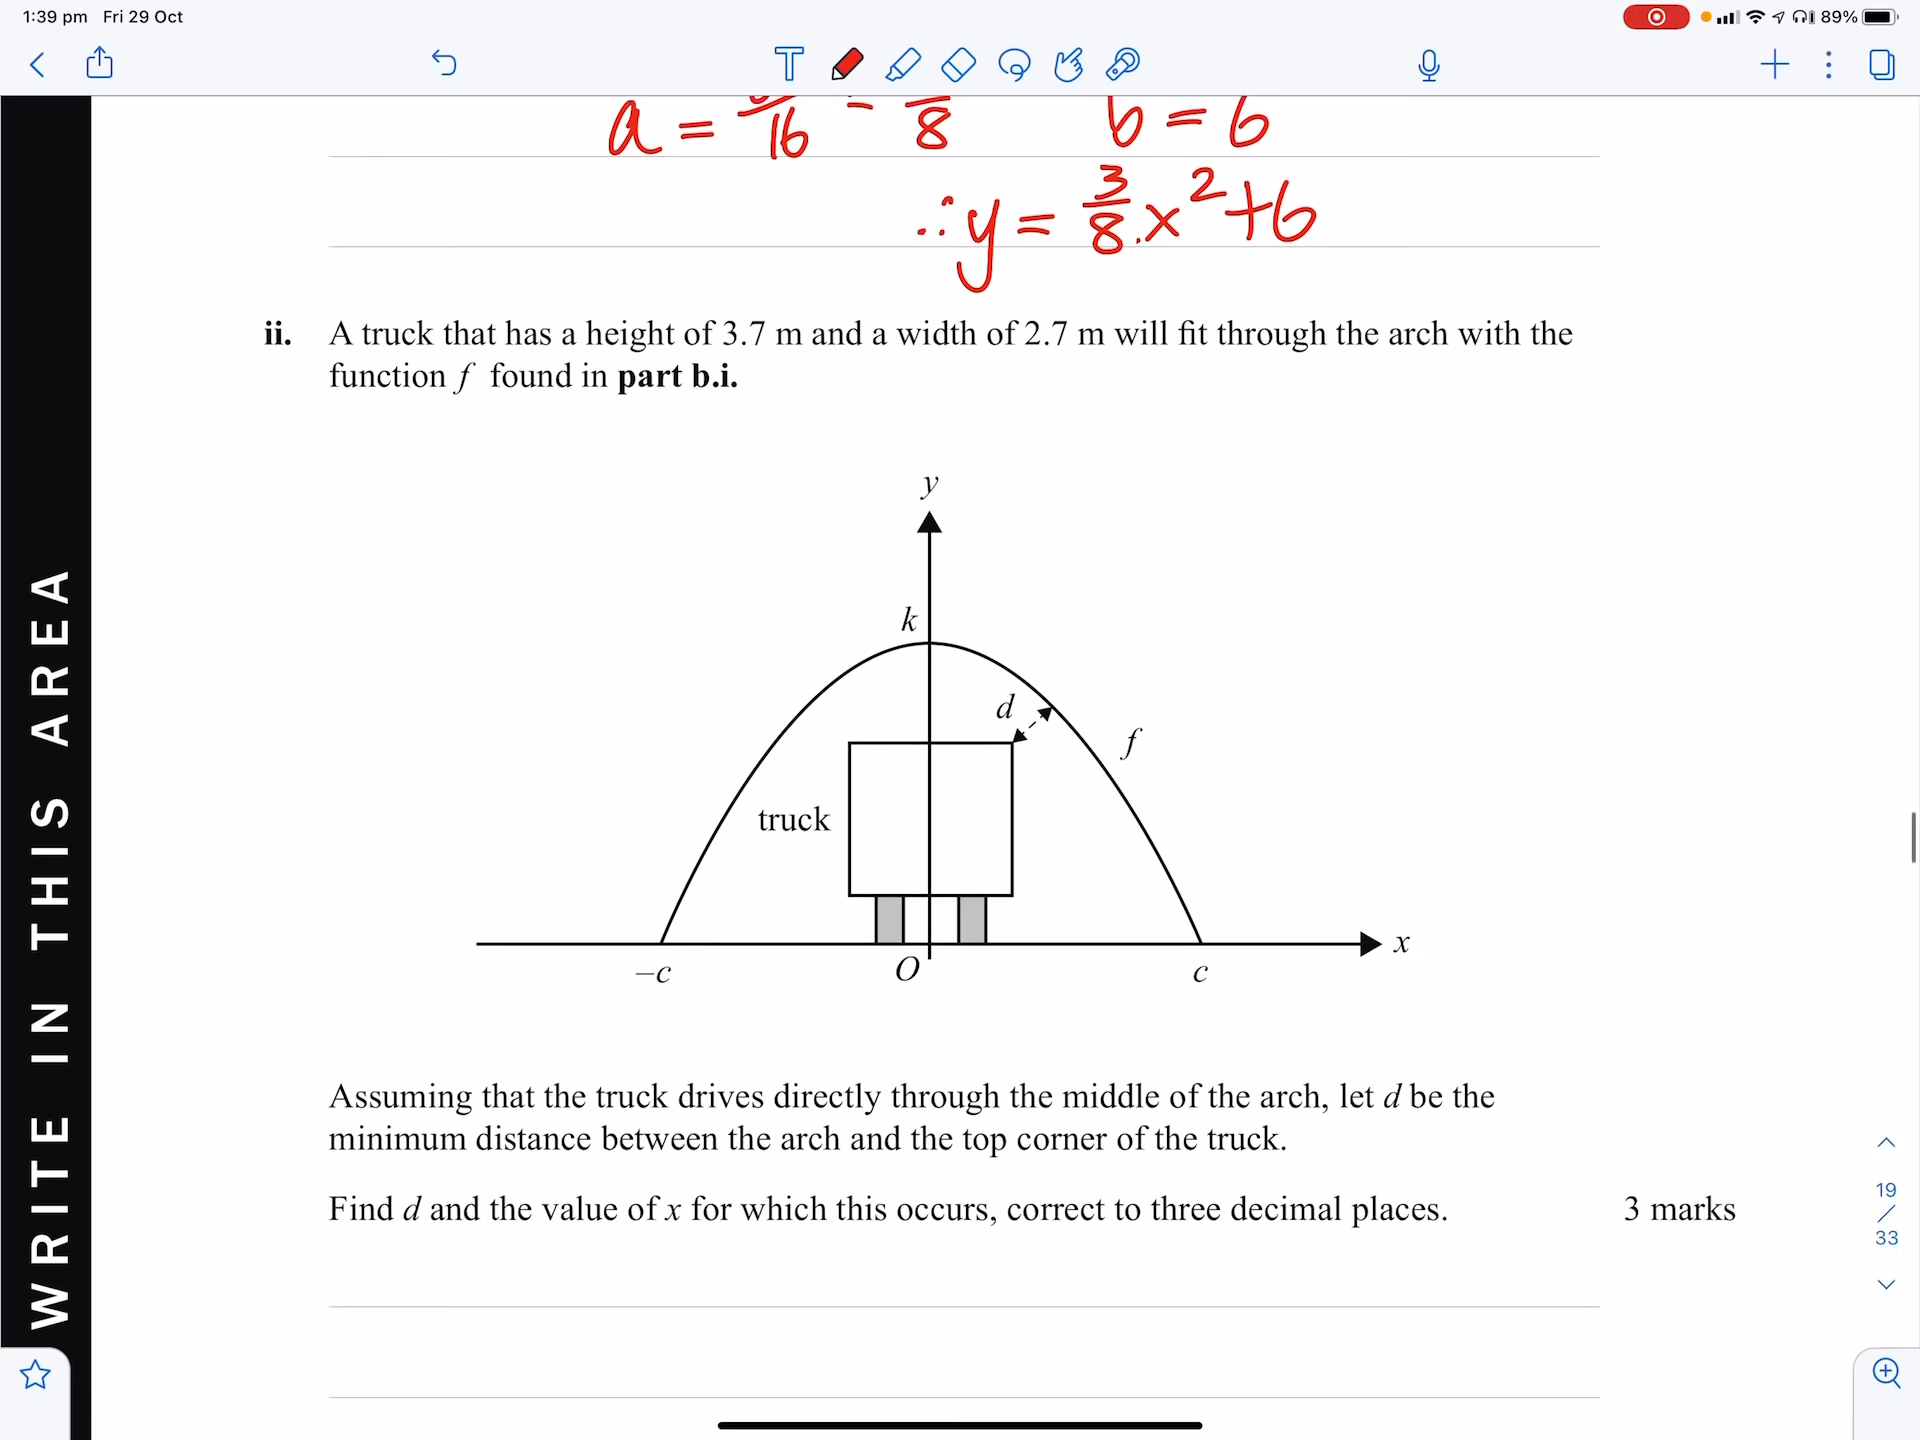 1:39 pm Fri 29 Oct
89%
a = 16 = 8 b = 6
∴ y = 3/8 x² + 6
ii. A truck that has a height of 3.7 m and a width of 2.7 m will fit through the arch with the
function f found in part b.i.
y
k
d
f
truck
−c
O
c
x
Assuming that the truck drives directly through the middle of the arch, let d be the
minimum distance between the arch and the top corner of the truck.
Find d and the value of x for which this occurs, correct to three decimal places. 3 marks
WRITE IN THIS AREA
19
/
33